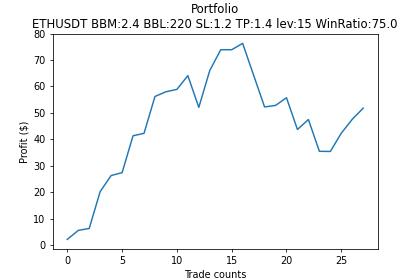 Portfolio
ETHUSDT BBM:2.4 BBL:220 SL:1.2 TP:1.4 lev:15 WinRatio:75.0
80
70
60
50
40
30
20
10
0
Profit ($)
0 5 10 15 20 25
Trade counts